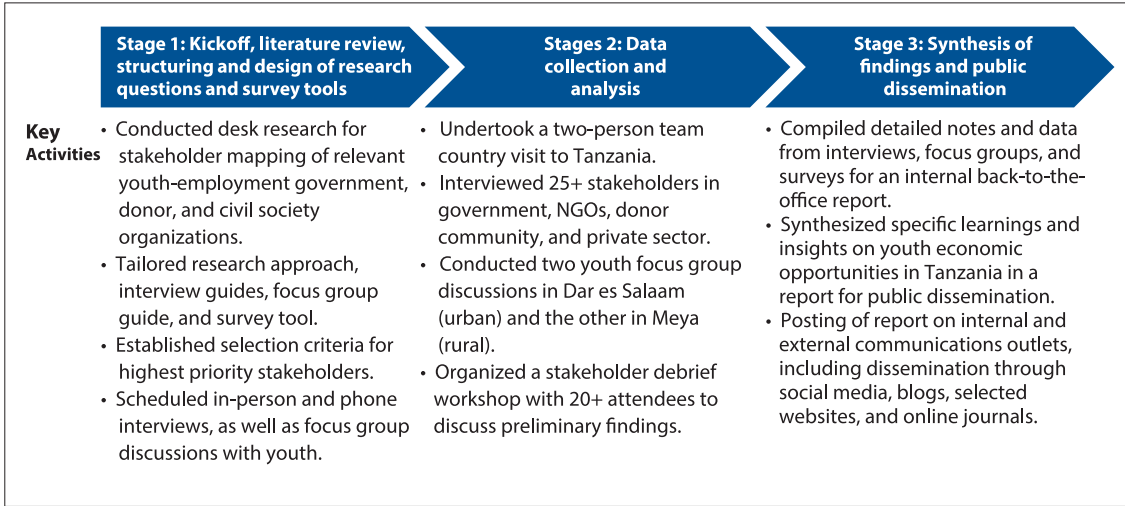 Stage 1: Kickoff, literature review,
structuring and design of research
questions and survey tools
Stages 2: Data
collection and
analysis
Stage 3: Synthesis of
findings and public
dissemination
Key
Activities
• Conducted desk research for
stakeholder mapping of relevant
youth-employment government,
donor, and civil society
organizations.
• Tailored research approach,
interview guides, focus group
guide, and survey tool.
• Established selection criteria for
highest priority stakeholders.
• Scheduled in-person and phone
interviews, as well as focus group
discussions with youth.
• Undertook a two-person team
country visit to Tanzania.
• Interviewed 25+ stakeholders in
government, NGOs, donor
community, and private sector.
• Conducted two youth focus group
discussions in Dar es Salaam
(urban) and the other in Meya
(rural).
• Organized a stakeholder debrief
workshop with 20+ attendees to
discuss preliminary findings.
• Compiled detailed notes and data
from interviews, focus groups, and
surveys for an internal back-to-the-
office report.
• Synthesized specific learnings and
insights on youth economic
opportunities in Tanzania in a
report for public dissemination.
• Posting of report on internal and
external communications outlets,
including dissemination through
social media, blogs, selected
websites, and online journals.